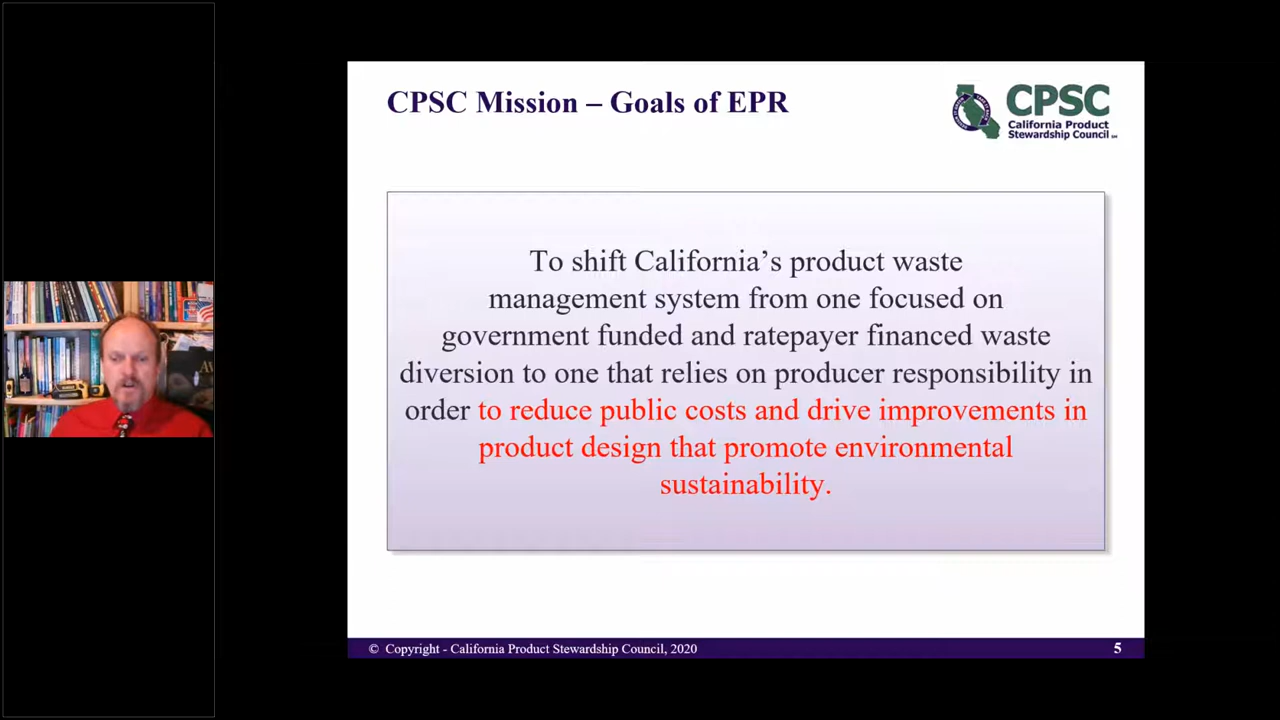 CPSC Mission – Goals of EPR
CPSC
California Product
Stewardship Council
To shift California’s product waste
management system from one focused on
government funded and ratepayer financed waste
diversion to one that relies on producer responsibility in
order to reduce public costs and drive improvements in
product design that promote environmental
sustainability.
© Copyright - California Product Stewardship Council, 2020
5